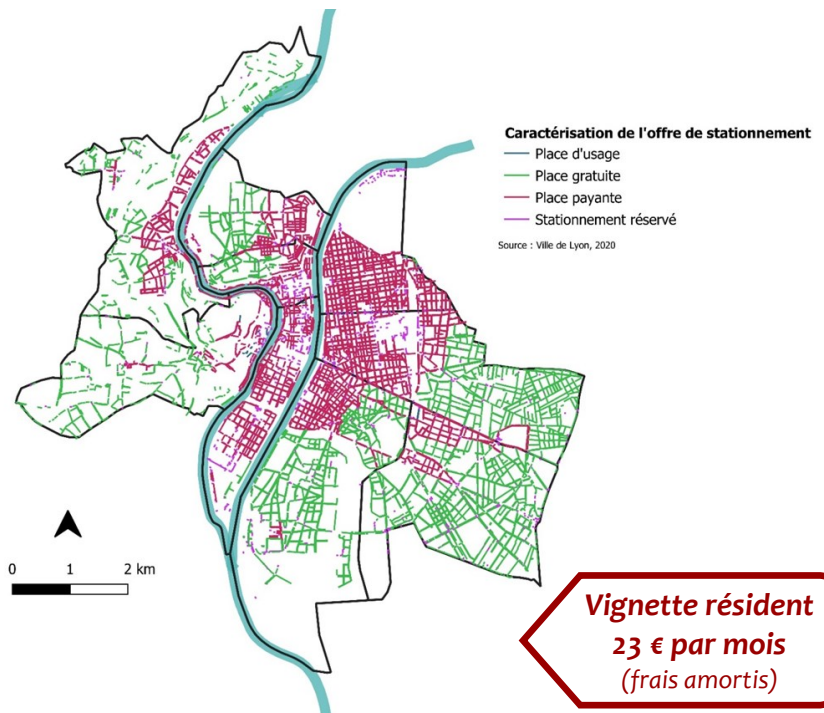 Caractérisation de l'offre de stationnement
Place d'usage
Place gratuite
Place payante
Stationnement réservé
Source : Ville de Lyon, 2020
0 1 2 km
Vignette résident
23 € par mois
(frais amortis)